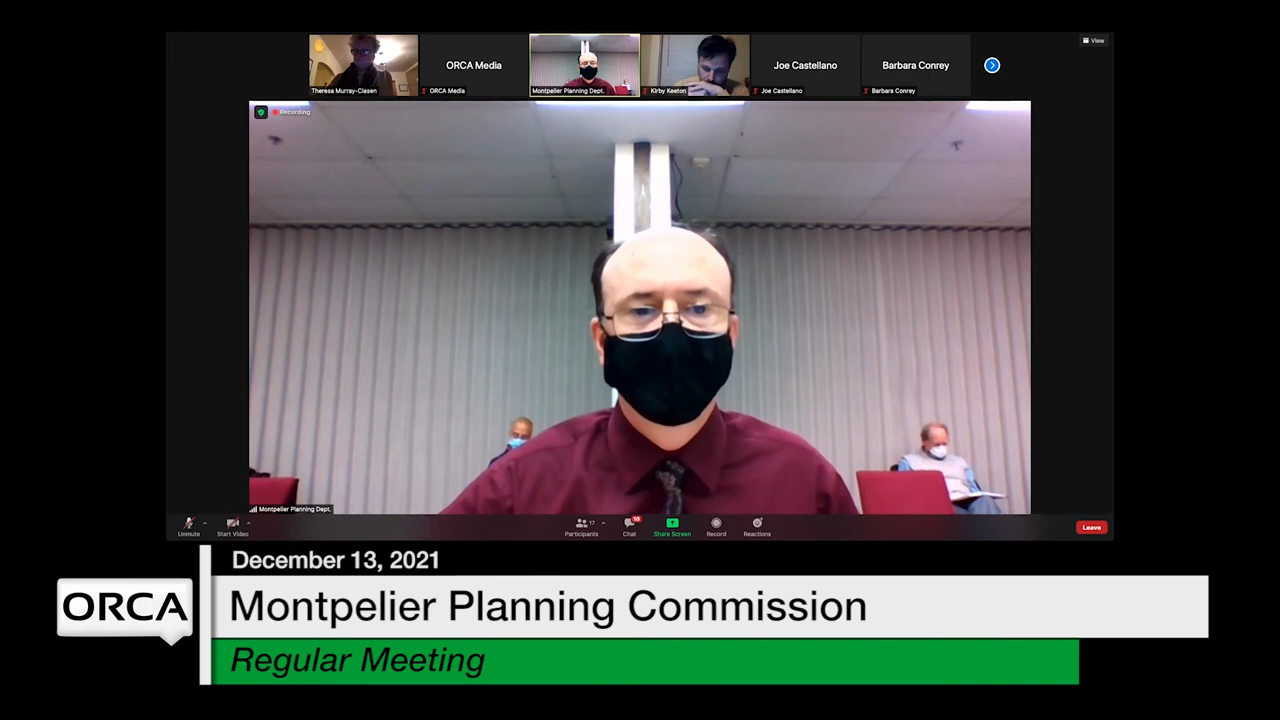 View
ORCA Media
Joe Castellano
Barbara Conrey
Theresa Murray-Clasen
ORCA Media
Montpelier Planning Dept.
Kirby Keeton
Joe Castellano
Barbara Conrey
Recording
Montpelier Planning Dept.
Unmute
Start Video
Participants
17
Chat
Share Screen
Record
Reactions
Leave
December 13, 2021
ORCA
Montpelier Planning Commission
Regular Meeting